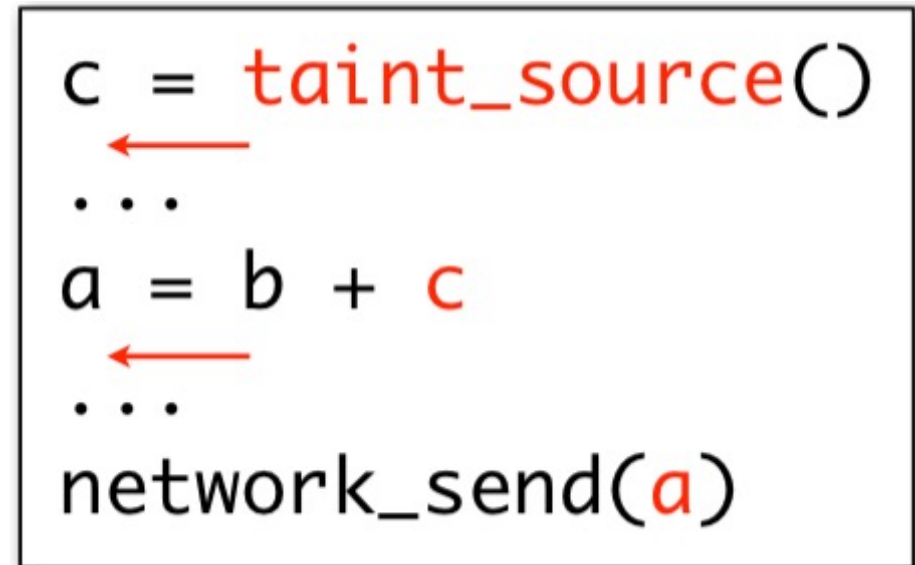 c = taint_source()
...
a = b + c
...
network_send(a)